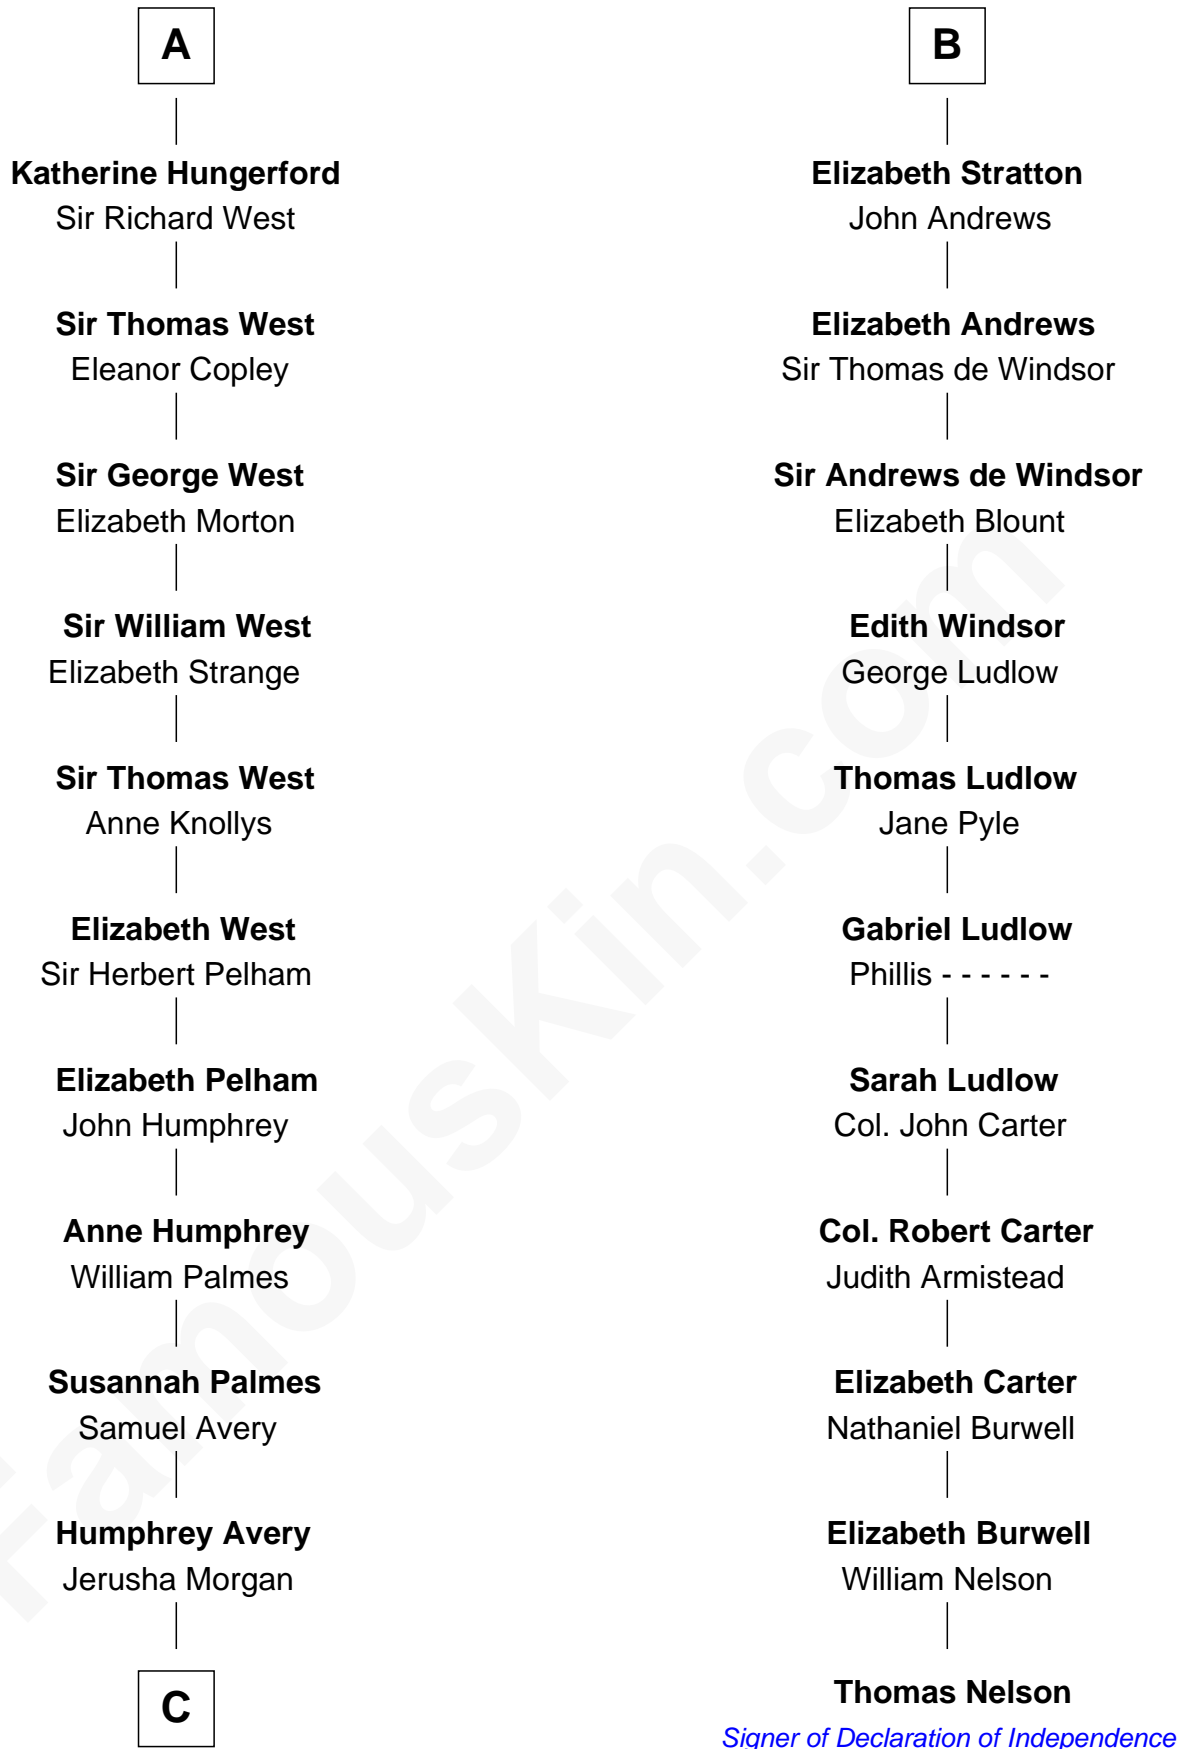 A
Katherine Hungerford
Sir Richard West
Sir Thomas West
Eleanor Copley
Sir George West
Elizabeth Morton
Sir William West
Elizabeth Strange
Sir Thomas West
Anne Knollys
Elizabeth West
Sir Herbert Pelham
Elizabeth Pelham
John Humphrey
Anne Humphrey
William Palmes
Susannah Palmes
Samuel Avery
Humphrey Avery
Jerusha Morgan
C
B
Elizabeth Stratton
John Andrews
Elizabeth Andrews
Sir Thomas de Windsor
Sir Andrews de Windsor
Elizabeth Blount
Edith Windsor
George Ludlow
Thomas Ludlow
Jane Pyle
Gabriel Ludlow
Phillis - - - - - -
Sarah Ludlow
Col. John Carter
Col. Robert Carter
Judith Armistead
Elizabeth Carter
Nathaniel Burwell
Elizabeth Burwell
William Nelson
Thomas Nelson
Signer of Declaration of Independence
FamousKin.com